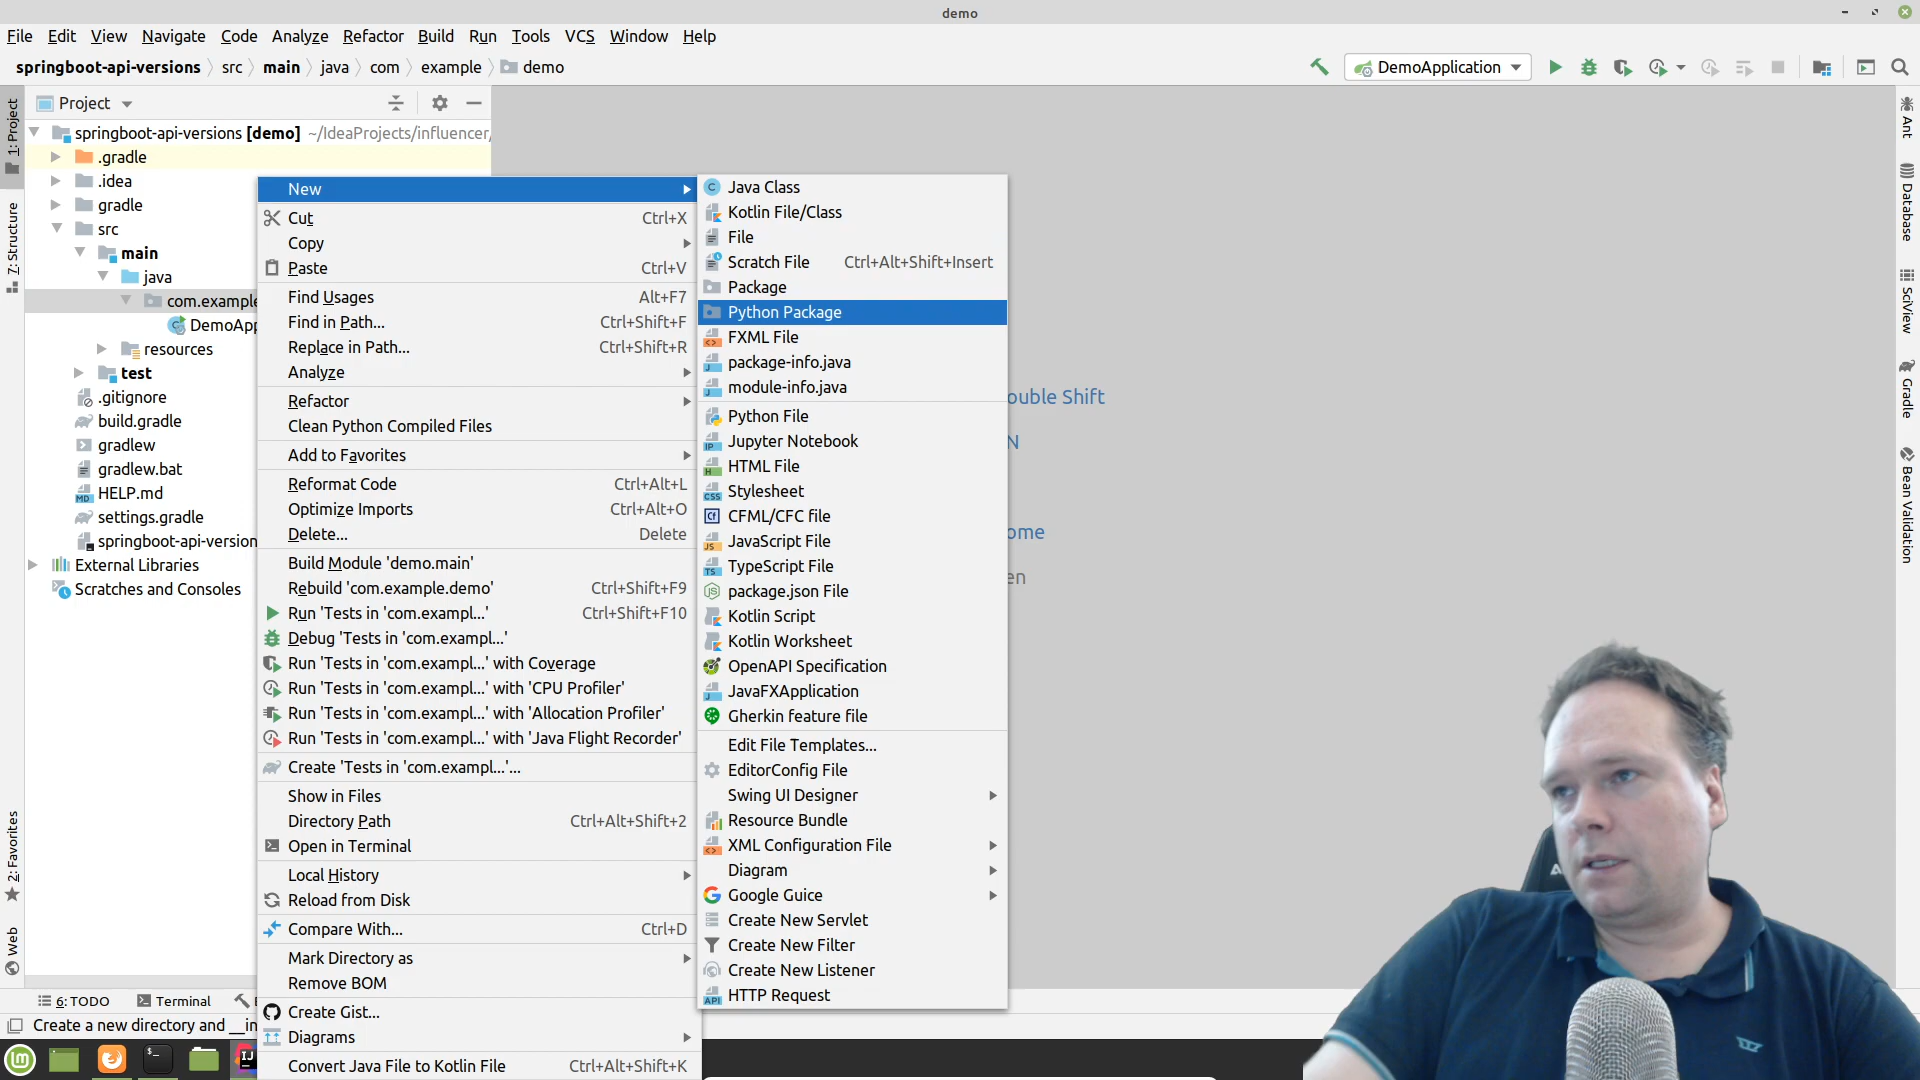 demo
File Edit View Navigate Code Analyze Refactor Build Run Tools VCS Window Help
springboot-api-versions src main java com example demo
DemoApplication
Project
1: Project
7: Structure
2: Favorites
Web
springboot-api-versions [demo] ~/IdeaProjects/influencer/
.gradle
.idea
gradle
src
main
java
com.example
DemoApp
resources
test
.gitignore
build.gradle
gradlew
gradlew.bat
HELP.md
settings.gradle
springboot-api-version
External Libraries
Scratches and Consoles
New
Cut Ctrl+X
Copy
Paste Ctrl+V
Find Usages Alt+F7
Find in Path... Ctrl+Shift+F
Replace in Path... Ctrl+Shift+R
Analyze
Refactor
Clean Python Compiled Files
Add to Favorites
Reformat Code Ctrl+Alt+L
Optimize Imports Ctrl+Alt+O
Delete... Delete
Build Module 'demo.main'
Rebuild 'com.example.demo' Ctrl+Shift+F9
Run 'Tests in 'com.exampl...' Ctrl+Shift+F10
Debug 'Tests in 'com.exampl...'
Run 'Tests in 'com.exampl...' with Coverage
Run 'Tests in 'com.exampl...' with 'CPU Profiler'
Run 'Tests in 'com.exampl...' with 'Allocation Profiler'
Run 'Tests in 'com.exampl...' with 'Java Flight Recorder'
Create 'Tests in 'com.exampl...'...
Show in Files
Directory Path Ctrl+Alt+Shift+2
Open in Terminal
Local History
Reload from Disk
Compare With... Ctrl+D
Mark Directory as
Remove BOM
Create Gist...
Diagrams
Convert Java File to Kotlin File Ctrl+Alt+Shift+K
Java Class
Kotlin File/Class
File
Scratch File Ctrl+Alt+Shift+Insert
Package
Python Package
FXML File
package-info.java
module-info.java
Python File
Jupyter Notebook
HTML File
Stylesheet
CFML/CFC file
JavaScript File
TypeScript File
package.json File
Kotlin Script
Kotlin Worksheet
OpenAPI Specification
JavaFXApplication
Gherkin feature file
Edit File Templates...
EditorConfig File
Swing UI Designer
Resource Bundle
XML Configuration File
Diagram
Google Guice
Create New Servlet
Create New Filter
Create New Listener
HTTP Request
ouble Shift
N
ome
en
Ant
Database
SciView
Gradle
Bean Validation
6: TODO Terminal
Create a new directory and __in